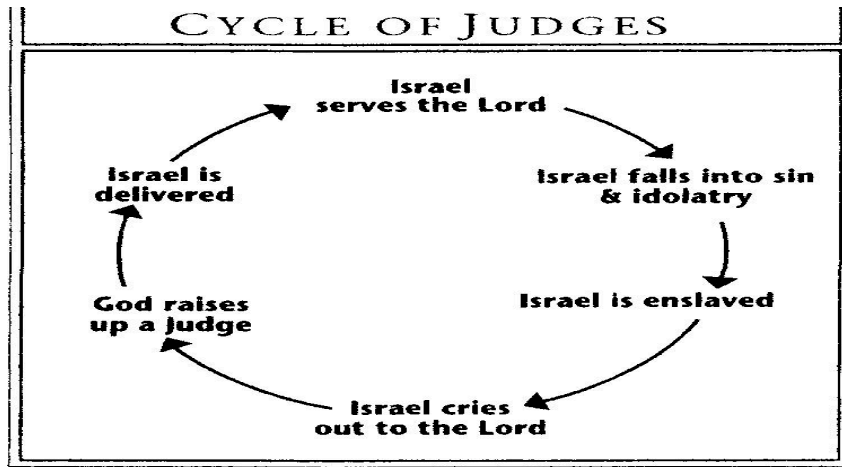 CYCLE OF JUDGES
Israel
serves the Lord
Israel falls into sin
& idolatry
Israel is enslaved
Israel cries
out to the Lord
God raises
up a Judge
Israel is
delivered